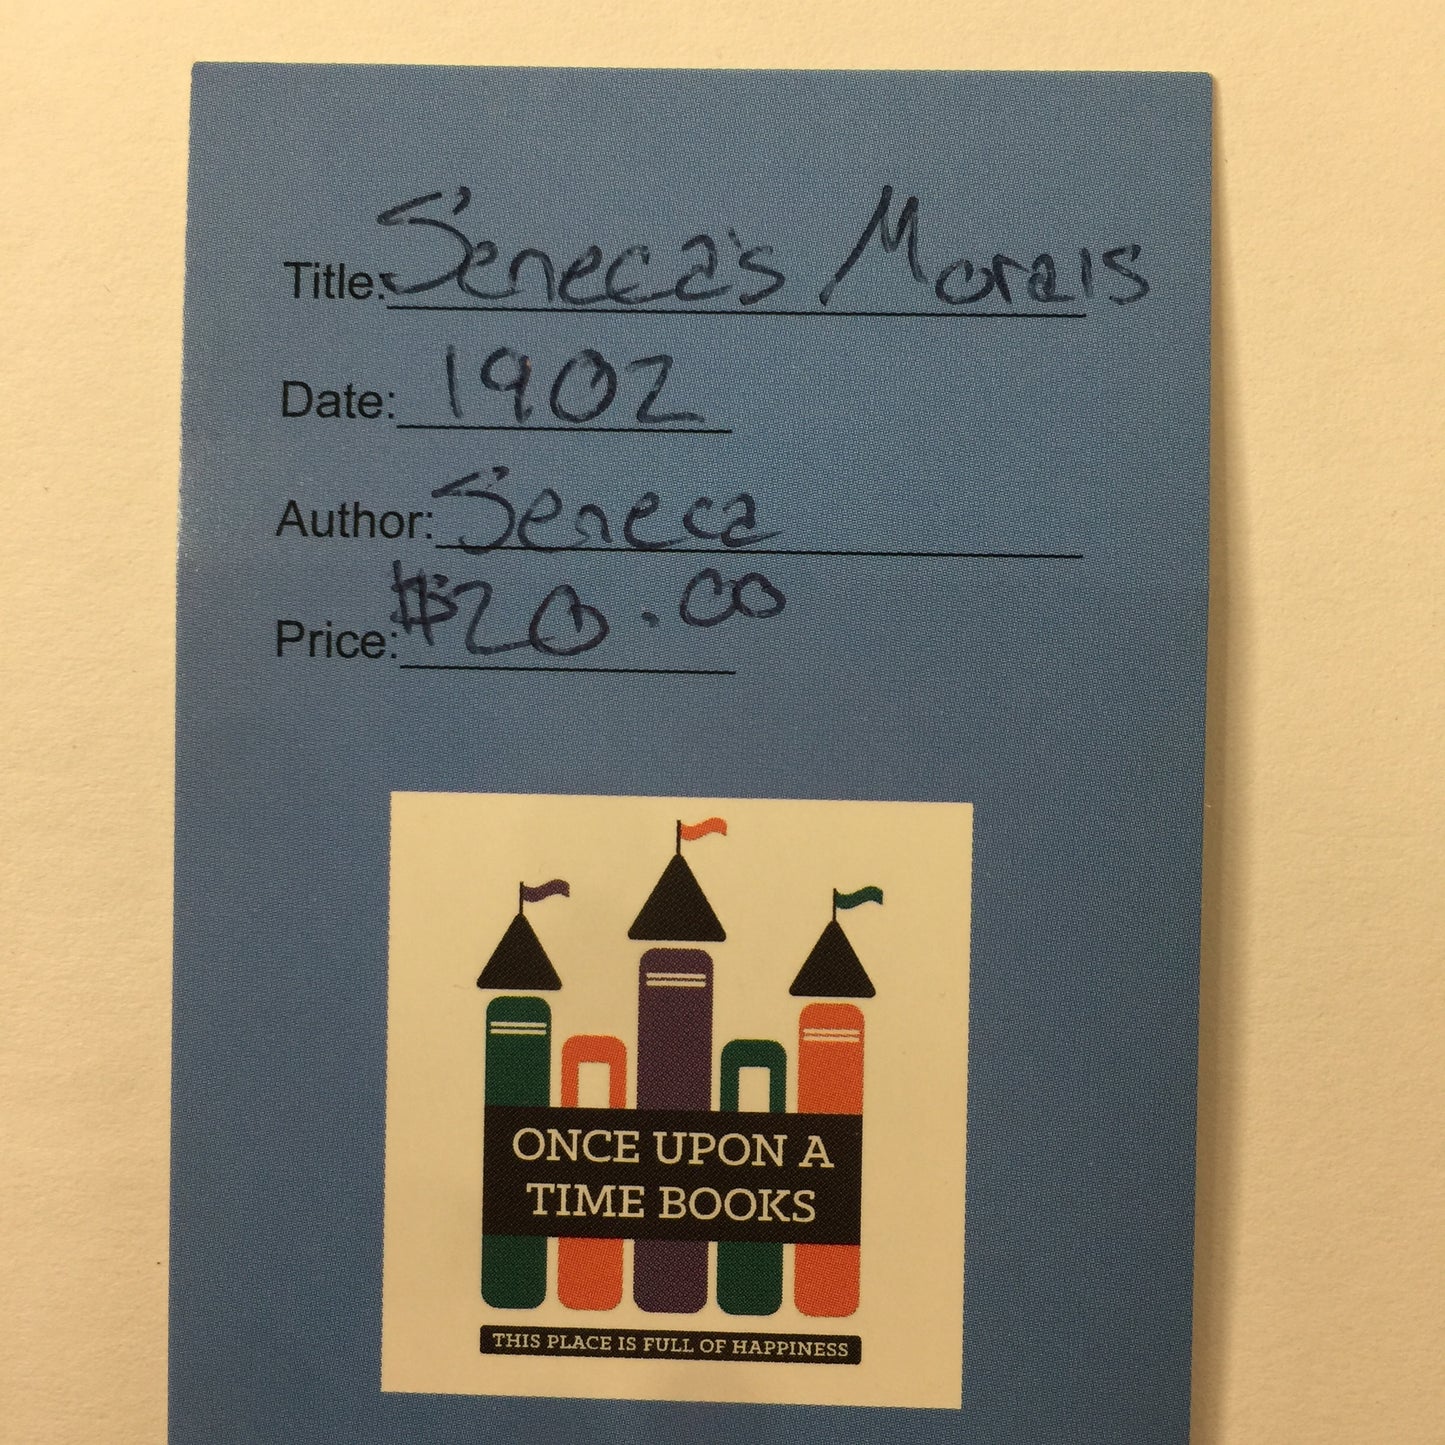 Title: Seneca's Morals
Date: 1902
Author: Seneca
Price: $20.00
ONCE UPON A
TIME BOOKS
THIS PLACE IS FULL OF HAPPINESS